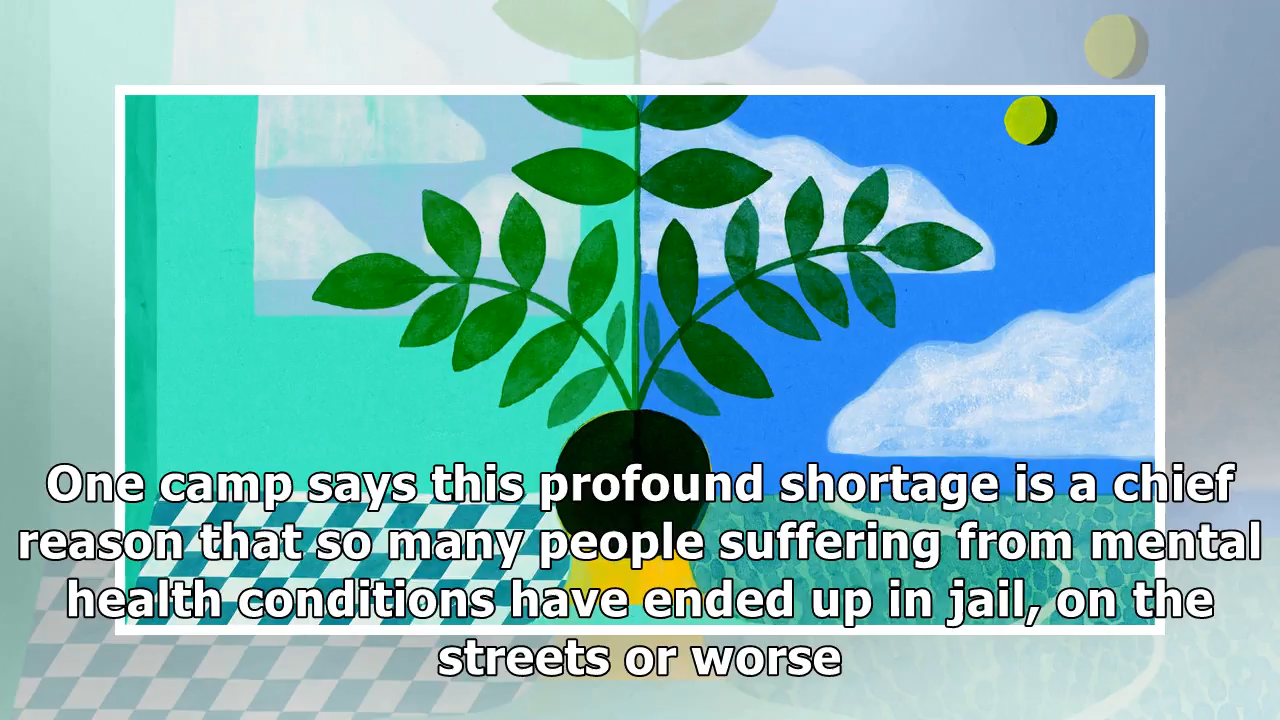 One camp says this profound shortage is a chief
reason that so many people suffering from mental
health conditions have ended up in jail, on the
streets or worse